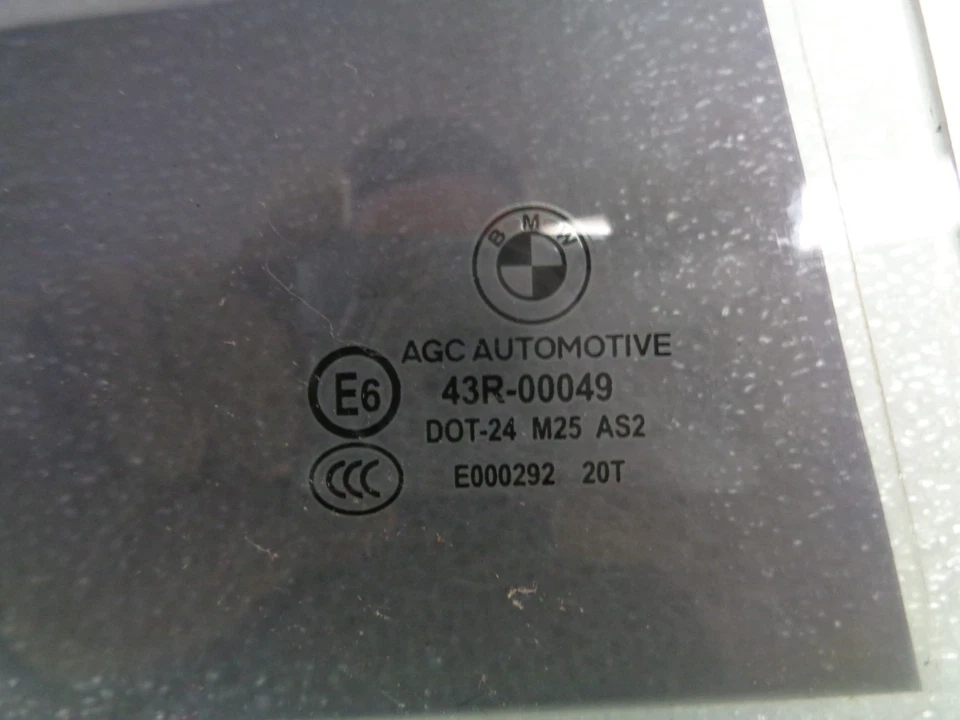 BMW
AGC AUTOMOTIVE
E6 43R-00049
DOT-24 M25 AS2
CCC E000292 20T